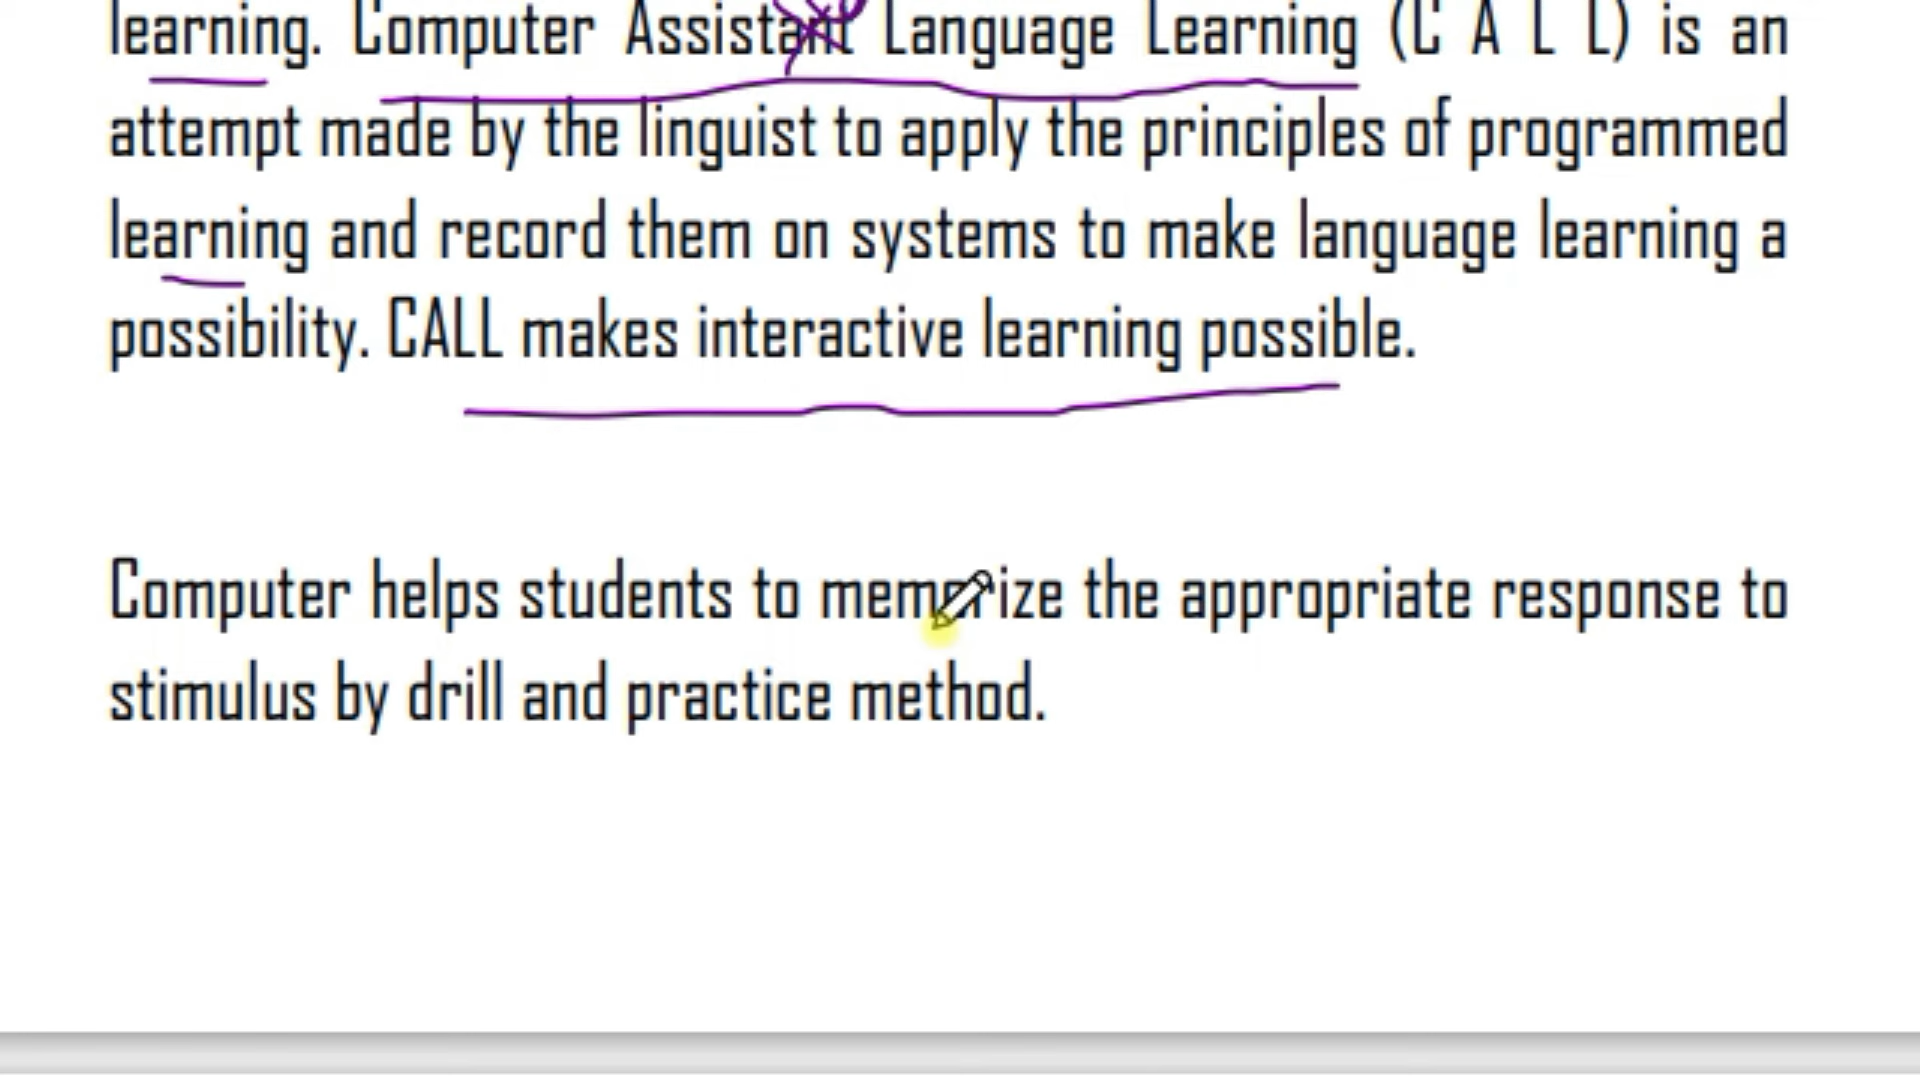 learning. Computer Assistant Language Learning (C A L L) is an
attempt made by the linguist to apply the principles of programmed
learning and record them on systems to make language learning a
possibility. CALL makes interactive learning possible.
Computer helps students to memorize the appropriate response to
stimulus by drill and practice method.